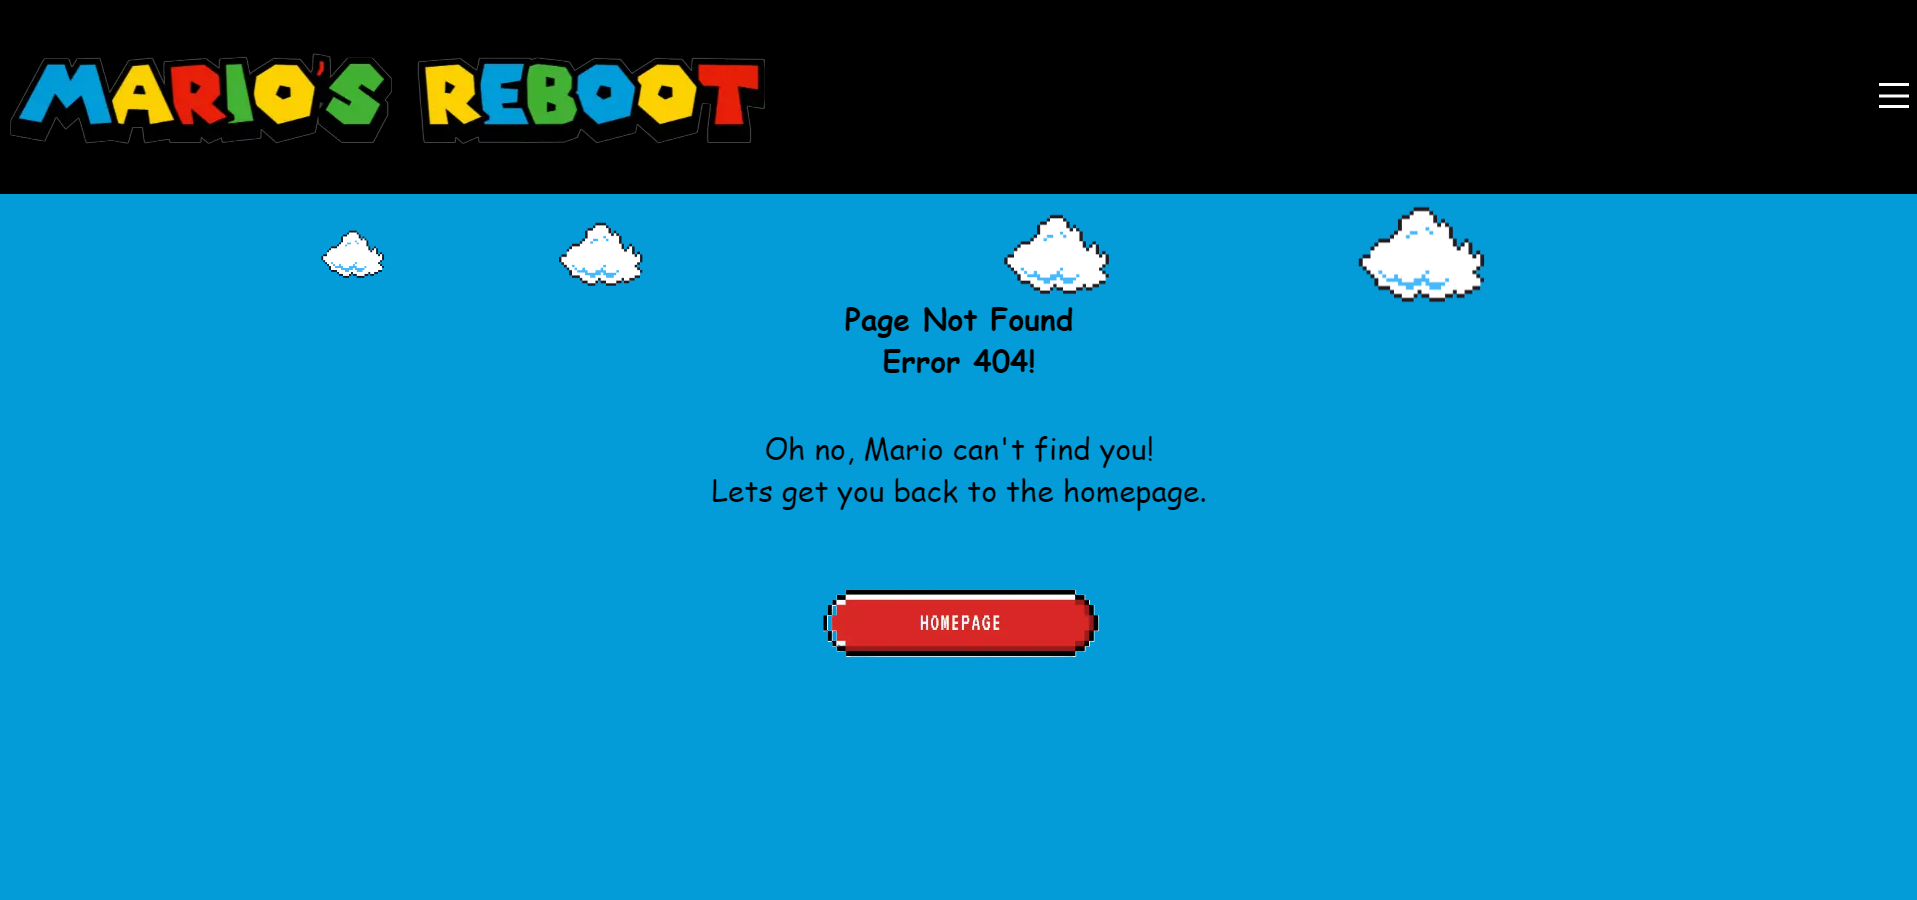 MARIO'S REBOOT
Page Not Found
Error 404!
Oh no, Mario can't find you!
Lets get you back to the homepage.
HOMEPAGE